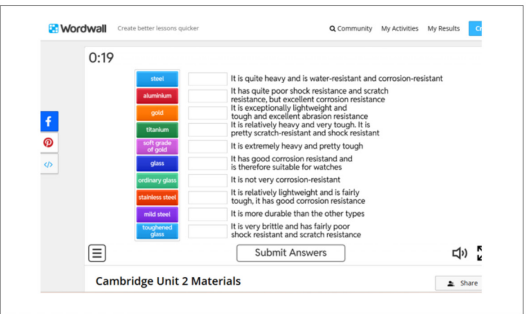 Wordwall Create better lessons quicker Community My Activities My Results
0:19
steel It is quite heavy and is water-resistant and corrosion-resistant
aluminium It has quite poor shock resistance and scratch
resistance, but excellent corrosion resistance
gold It is exceptionally lightweight and
tough and excellent abrasion resistance
titanium It is relatively heavy and very tough. It is
pretty scratch-resistant and shock resistant
soft grade
of gold It is extremely heavy and pretty tough
glass It has good corrosion resistand and
is therefore suitable for watches
ordinary glass It is not very corrosion-resistant
stainless steel It is relatively lightweight and is fairly
tough, it has good corrosion resistance
mild steel It is more durable than the other types
toughened
glass It is very brittle and has fairly poor
shock resistant and scratch resistance
Submit Answers
Cambridge Unit 2 Materials Share